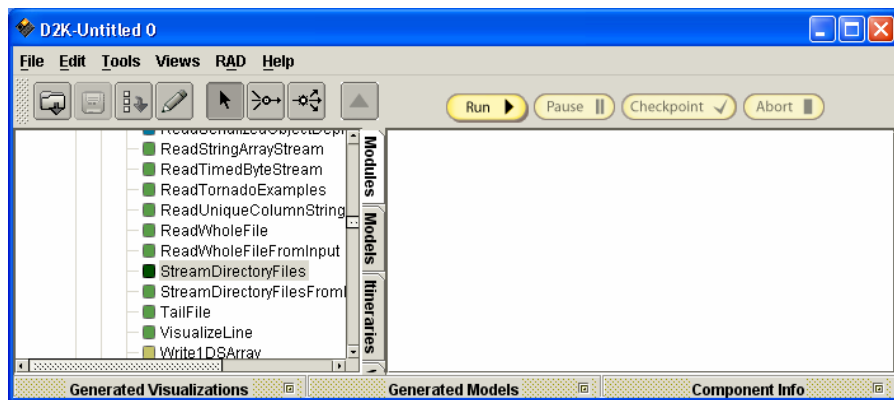 D2K-Untitled 0
File Edit Tools Views RAD Help
Run Pause Checkpoint Abort
ReadStringArrayStream
ReadTimedByteStream
ReadTornadoExamples
ReadUniqueColumnString
ReadWholeFile
ReadWholeFileFromInput
StreamDirectoryFiles
StreamDirectoryFilesFrom
TailFile
VisualizeLine
Write1DSArray
Modules
Models
Itineraries
Generated Visualizations Generated Models Component Info